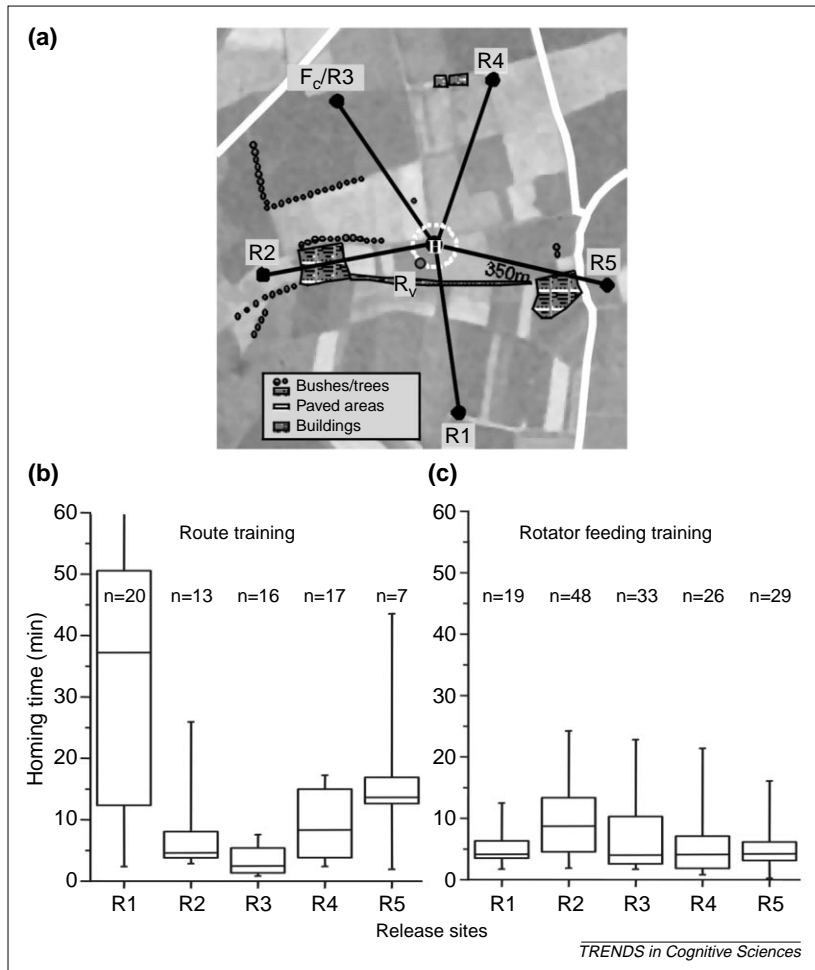 (a)
F_c/R3
R4
H
R2
R_v
350m
R5
Bushes/trees
Paved areas
Buildings
R1
(b)
(c)
Route training
Rotator feeding training
n=20 n=13 n=16 n=17 n=7
n=19 n=48 n=33 n=26 n=29
Homing time (min)
60
50
40
30
20
10
0
60
50
40
30
20
10
0
R1 R2 R3 R4 R5
R1 R2 R3 R4 R5
Release sites
TRENDS in Cognitive Sciences